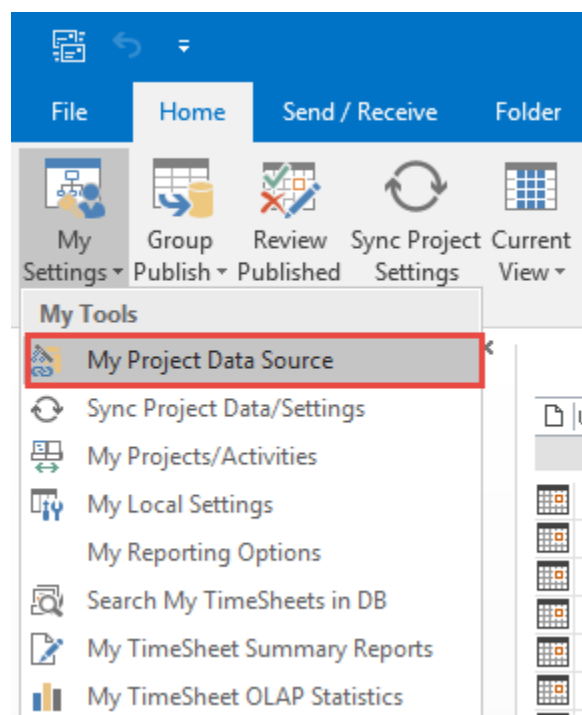 File Home Send / Receive Folder
My Settings
Group Publish
Review Published
Sync Project Settings
Current View
My Tools
My Project Data Source
Sync Project Data/Settings
My Projects/Activities
My Local Settings
My Reporting Options
Search My TimeSheets in DB
My TimeSheet Summary Reports
My TimeSheet OLAP Statistics